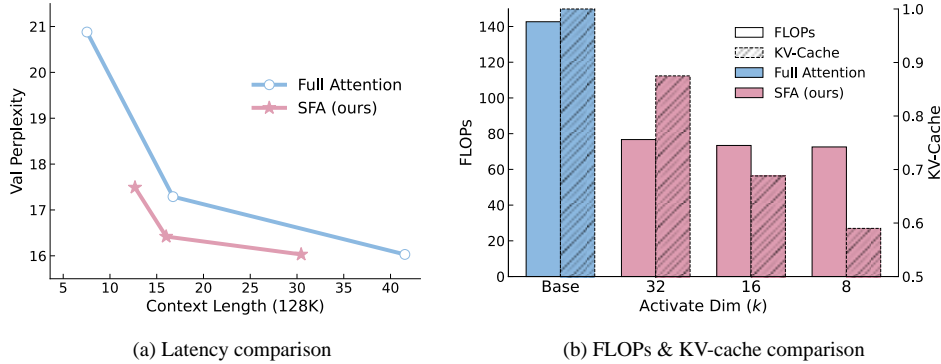 21
20
19
18
17
16
Val Perplexity
Full Attention
SFA (ours)
5
10
15
20
25
30
35
40
Context Length (128K)
(a) Latency comparison
140
120
100
80
60
40
20
0
FLOPs
FLOPs
KV-Cache
Full Attention
SFA (ours)
1.0
0.9
0.8
0.7
0.6
0.5
KV-Cache
Base
32
16
8
Activate Dim (k)
(b) FLOPs & KV-cache comparison